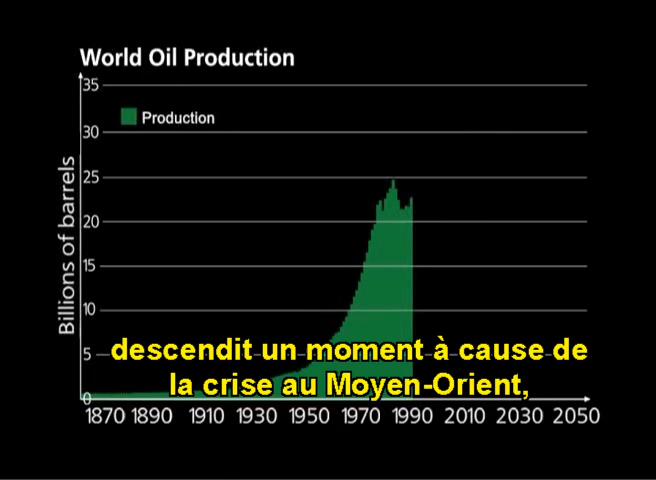 World Oil Production
35
Production
30
25
20
15
10
5
0
Billions of barrels
descendit un moment à cause de
la crise au Moyen-Orient,
1870 1890 1910 1930 1950 1970 1990 2010 2030 2050